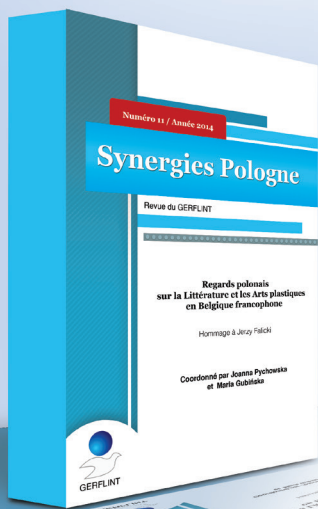 Numéro 11 / Année 2014
Synergies Pologne
Revue du GERFLINT
Regards polonais
sur la Littérature et les Arts plastiques
en Belgique francophone
Hommage à Jerzy Falicki
Coordonné par Joanna Pychowska
et Maria Gubińska
GERFLINT